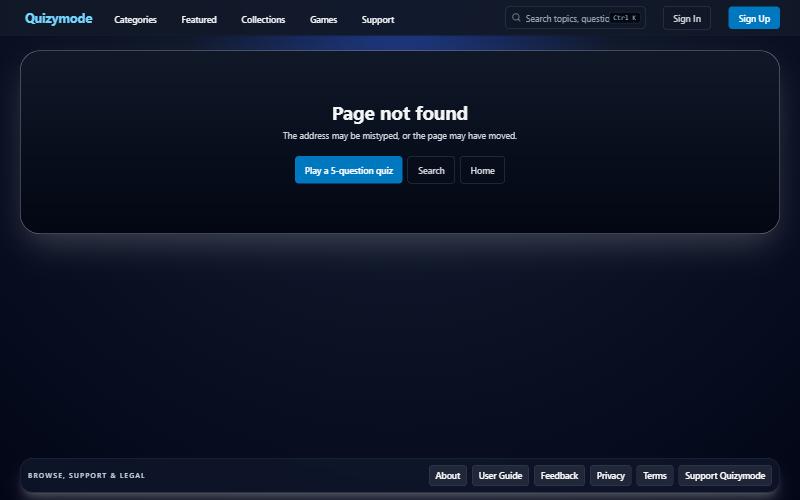 Quizymode
Categories
Featured
Collections
Games
Support
Search topics, questic
Ctrl K
Sign In
Sign Up
Page not found
The address may be mistyped, or the page may have moved.
Play a 5-question quiz
Search
Home
BROWSE, SUPPORT & LEGAL
About
User Guide
Feedback
Privacy
Terms
Support Quizymode